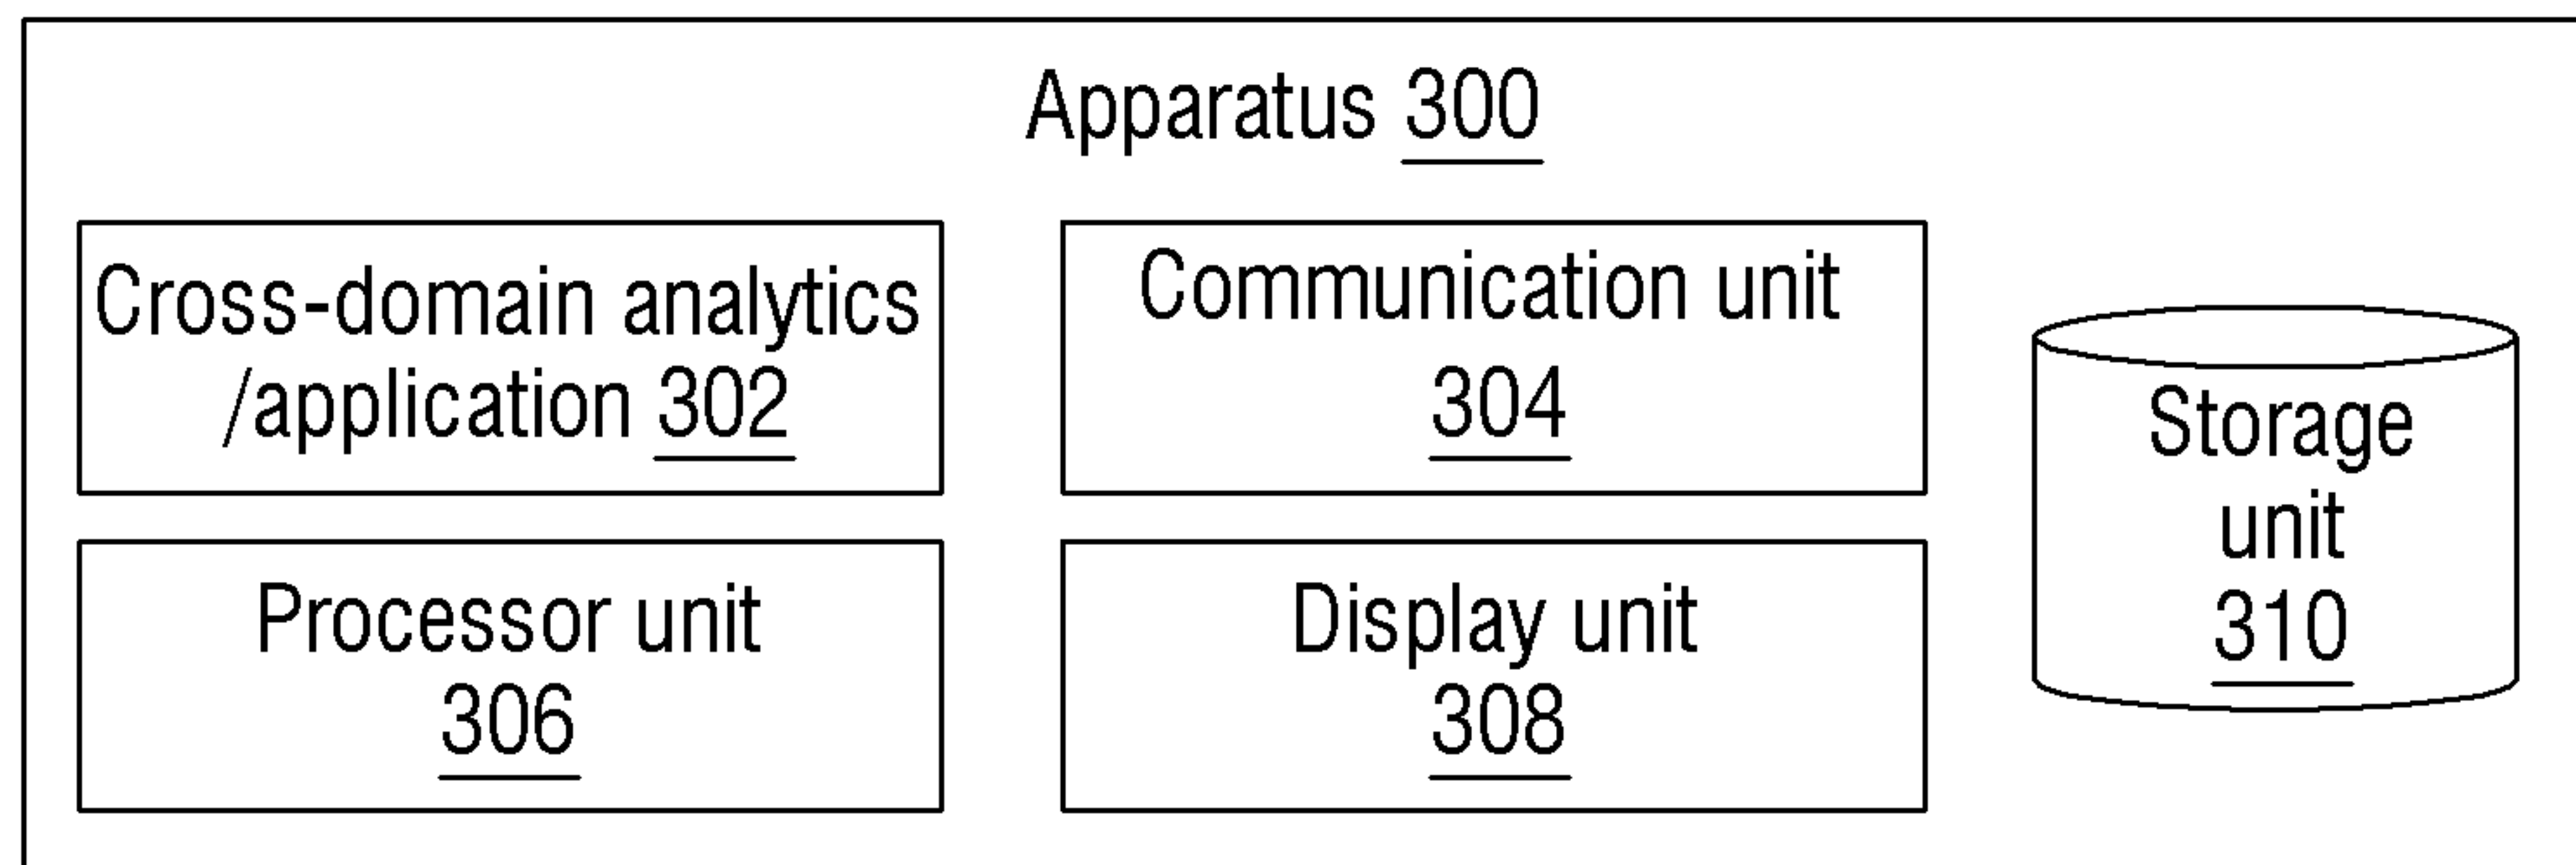 Apparatus 300
Cross-domain analytics
/application 302
Communication unit
304
Processor unit
306
Display unit
308
Storage
unit
310